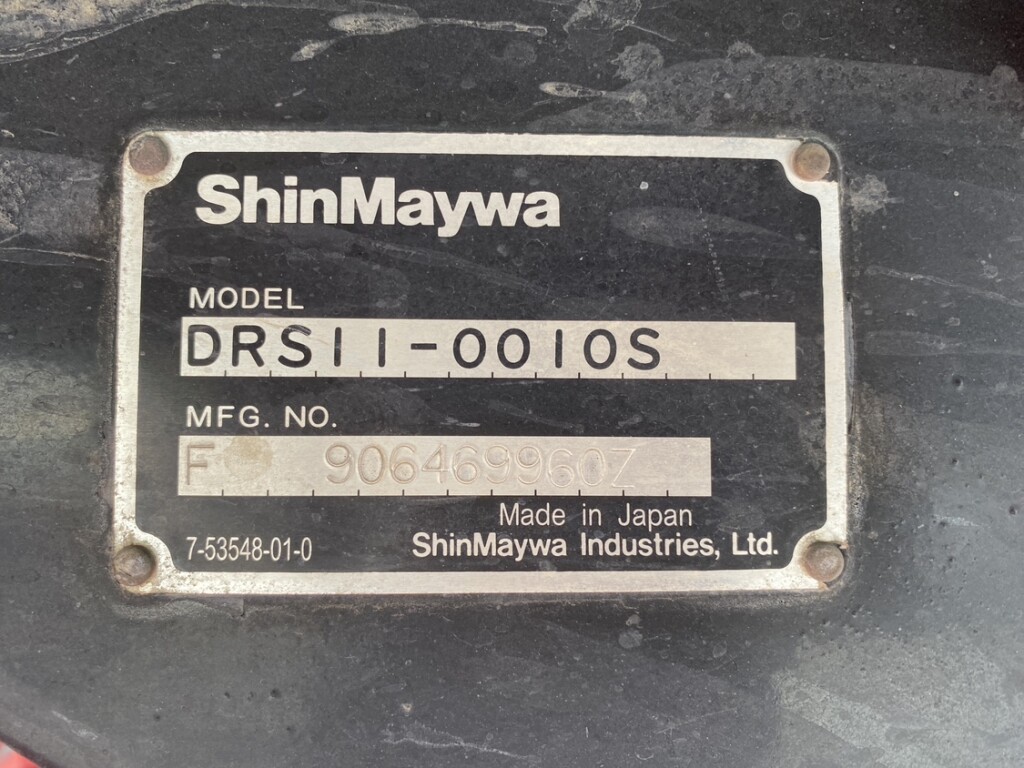 ShinMaywa
MODEL
DRS11-0010S
MFG. NO.
F 906469960Z
Made in Japan
7-53548-01-0 ShinMaywa Industries, Ltd.